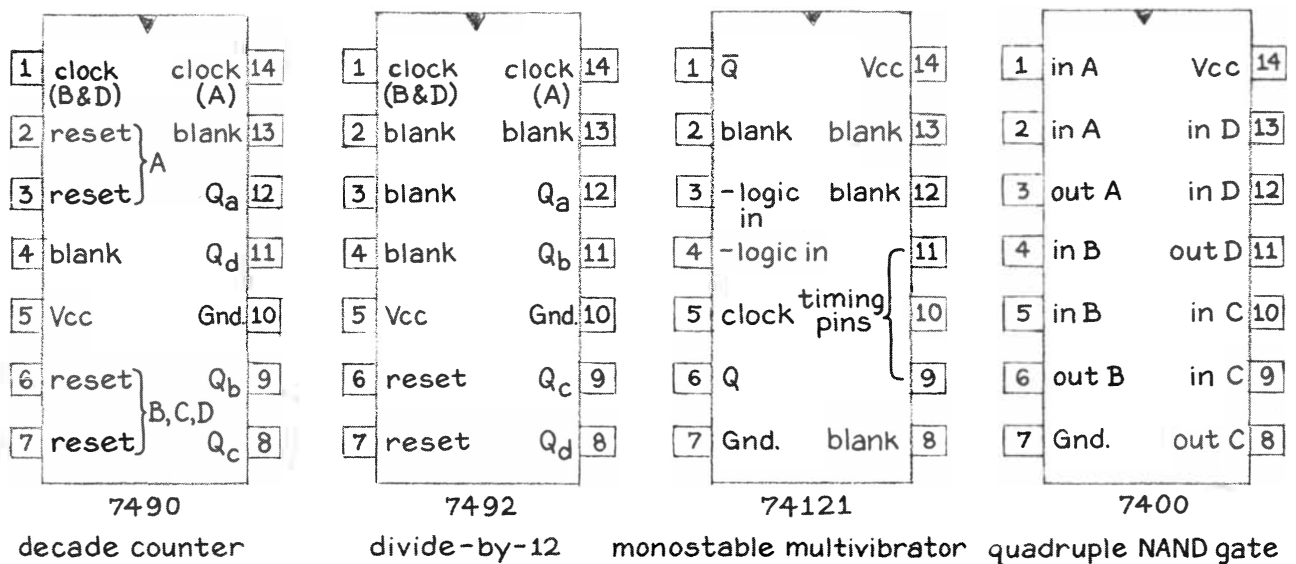 1 clock clock 14
(B&D) (A)
2 reset blank 13
A
3 reset Qa 12
4 blank Qd 11
5 Vcc Gnd. 10
6 reset Qb 9
B, C, D
7 reset Qc 8
7490
decade counter
1 clock clock 14
(B&D) (A)
2 blank blank 13
3 blank Qa 12
4 blank Qb 11
5 Vcc Gnd. 10
6 reset Qc 9
7 reset Qd 8
7492
divide-by-12
1 Q̅ Vcc 14
2 blank blank 13
3 -logic blank 12
in
4 -logic in 11
5 clock timing 10
pins
6 Q 9
7 Gnd. blank 8
74121
monostable multivibrator
1 in A Vcc 14
2 in A in D 13
3 out A in D 12
4 in B out D 11
5 in B in C 10
6 out B in C 9
7 Gnd. out C 8
7400
quadruple NAND gate